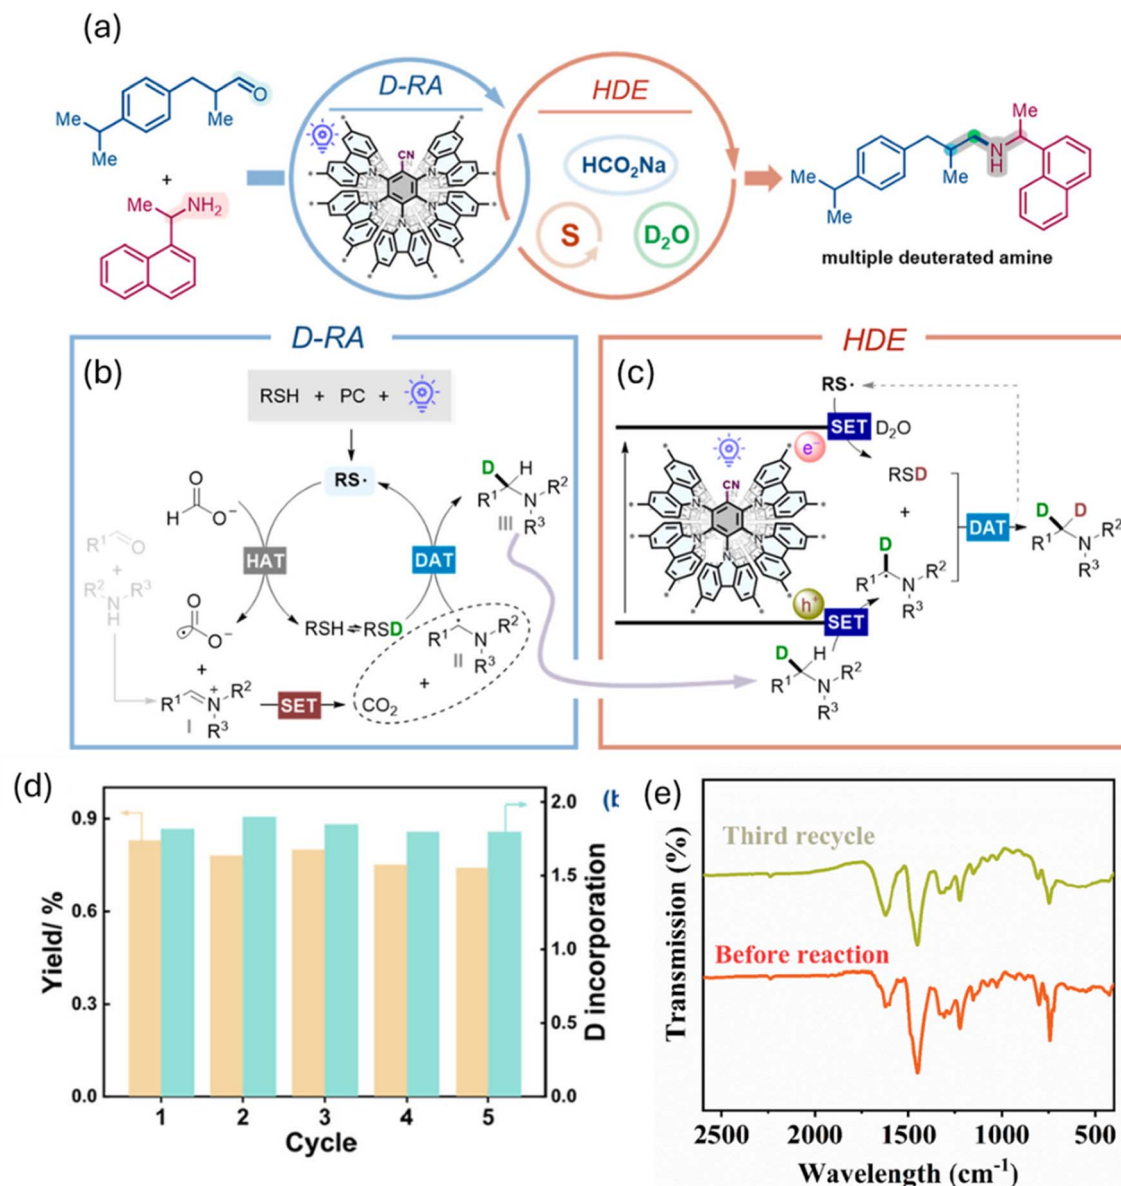 (a)
Me
Me
Me
O
+
Me
NH2
D-RA
CN
N
HDE
HCO2Na
S
D2O
Me
N
H
Me
Me
Me
multiple deuterated amine
D-RA
(b)
RSH + PC +
RS·
H
O
O−
HAT
DAT
D
H
R1
N
R2
R3
III
R1
O
+
R2
N
R3
H
O
O−
RSH⇌RSD
+
R1
N
+
R2
R3
I
SET
CO2
+
R1
N
R2
R3
II
HDE
(c)
RS·
SET
D2O
e−
CN
N
RSD
+
D
R1
N
R2
R3
DAT
D
D
R1
N
R2
R3
h+
SET
D
H
R1
N
R2
R3
(d)
Yield/ %
0.9
0.6
0.3
0.0
1 2 3 4 5
Cycle
2.0
1.5
1.0
0.5
0.0
D incorporation
(b
(e)
Third recycle
Before reaction
Transmission (%)
2500 2000 1500 1000 500
Wavelength (cm-1)